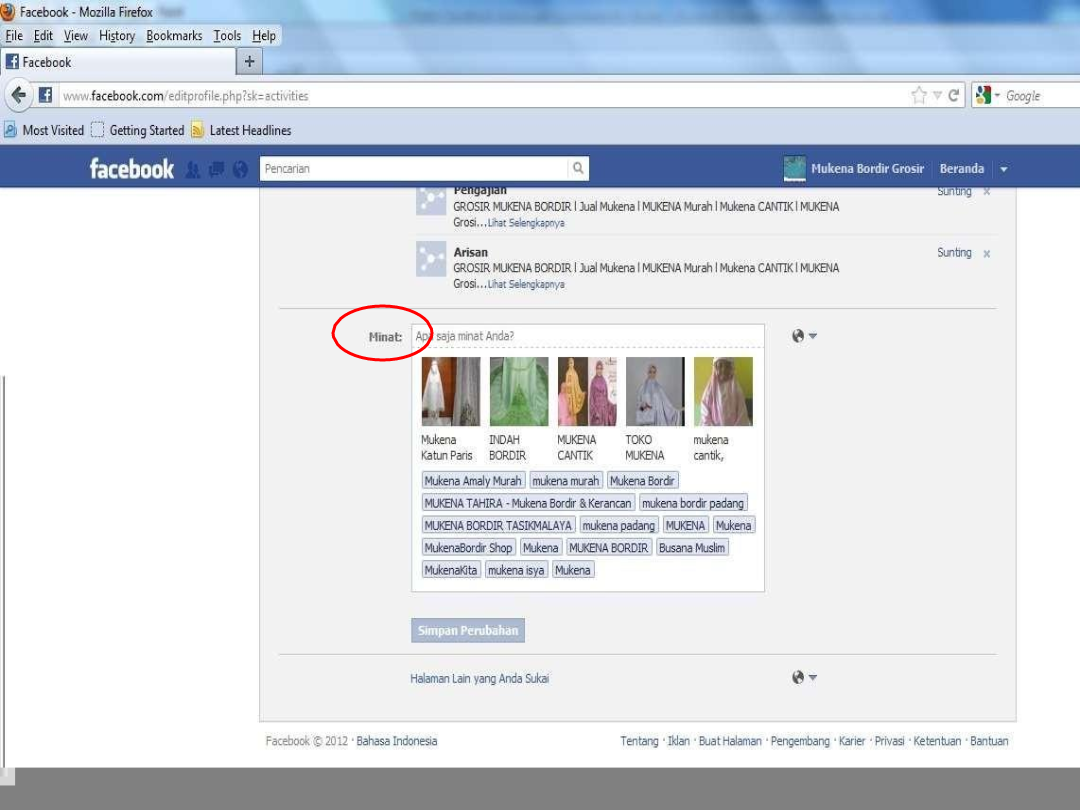 Facebook - Mozilla Firefox
File Edit View History Bookmarks Tools Help
Facebook +
www.facebook.com/editprofile.php?sk=activities Google
Most Visited Getting Started Latest Headlines
facebook Pencarian Mukena Bordir Grosir Beranda
Pengajian Sunting x
GROSIR MUKENA BORDIR l Jual Mukena l MUKENA Murah l Mukena CANTIK l MUKENA
Grosi...Lihat Selengkapnya
Arisan Sunting x
GROSIR MUKENA BORDIR l Jual Mukena l MUKENA Murah l Mukena CANTIK l MUKENA
Grosi...Lihat Selengkapnya
Minat: Apa saja minat Anda?
Mukena Katun Paris
INDAH BORDIR
MUKENA CANTIK
TOKO MUKENA
mukena cantik,
Mukena Amaly Murah mukena murah Mukena Bordir
MUKENA TAHIRA - Mukena Bordir & Kerancan mukena bordir padang
MUKENA BORDIR TASIKMALAYA mukena padang MUKENA Mukena
MukenaBordir Shop Mukena MUKENA BORDIR Busana Muslim
MukenaKita mukena isya Mukena
Simpan Perubahan
Halaman Lain yang Anda Sukai
Facebook © 2012 · Bahasa Indonesia Tentang · Iklan · Buat Halaman · Pengembang · Karier · Privasi · Ketentuan · Bantuan